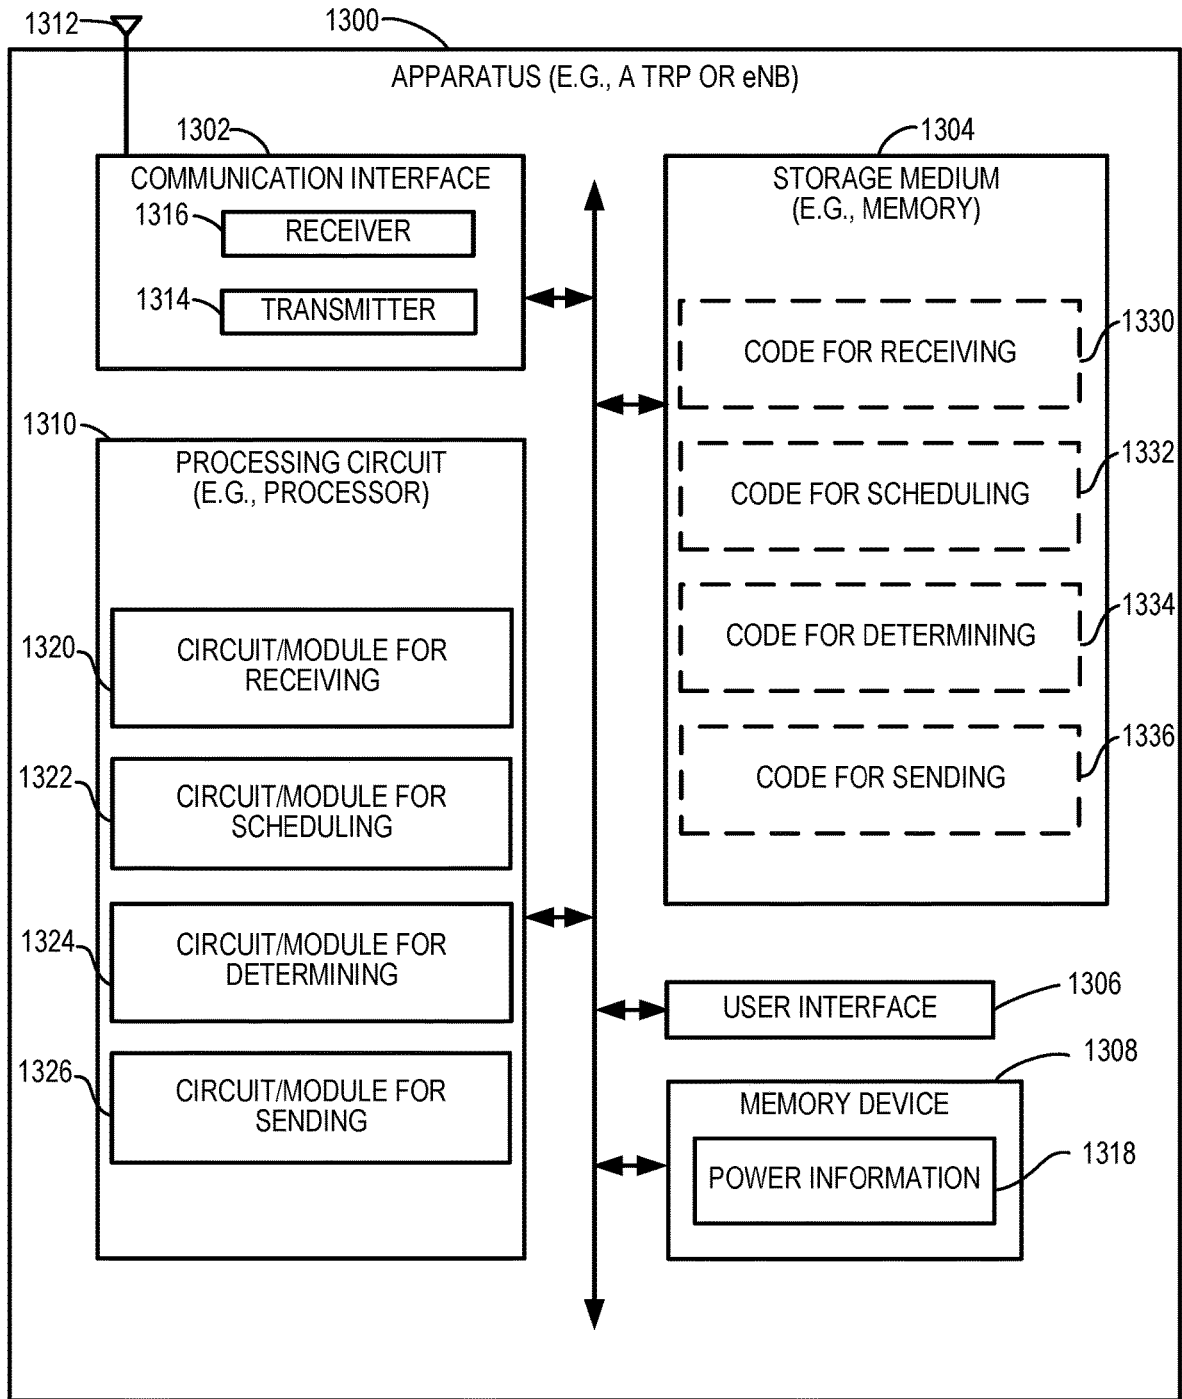 1312
1300
APPARATUS (E.G., A TRP OR eNB)
1302
COMMUNICATION INTERFACE
1316
RECEIVER
1314
TRANSMITTER
1304
STORAGE MEDIUM
(E.G., MEMORY)
CODE FOR RECEIVING
1330
CODE FOR SCHEDULING
1332
CODE FOR DETERMINING
1334
CODE FOR SENDING
1336
1310
PROCESSING CIRCUIT
(E.G., PROCESSOR)
1320
CIRCUIT/MODULE FOR
RECEIVING
1322
CIRCUIT/MODULE FOR
SCHEDULING
1324
CIRCUIT/MODULE FOR
DETERMINING
1326
CIRCUIT/MODULE FOR
SENDING
USER INTERFACE
1306
1308
MEMORY DEVICE
POWER INFORMATION
1318